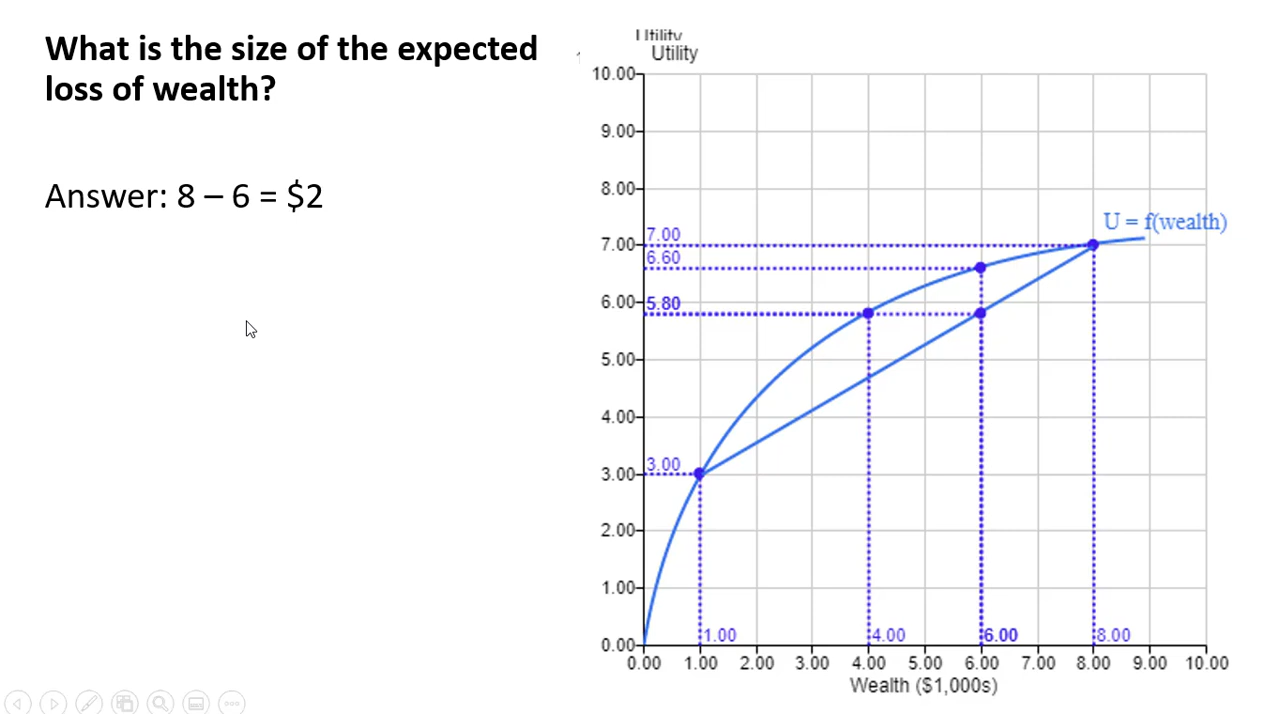 What is the size of the expected
loss of wealth?
Answer: 8 – 6 = $2
Utility
Utility
10.00
9.00
8.00
U = f(wealth)
7.00
7.00
6.60
6.00
5.80
5.00
4.00
3.00
3.00
2.00
1.00
0.00
1.00
4.00
6.00
8.00
0.00 1.00 2.00 3.00 4.00 5.00 6.00 7.00 8.00 9.00 10.00
Wealth ($1,000s)